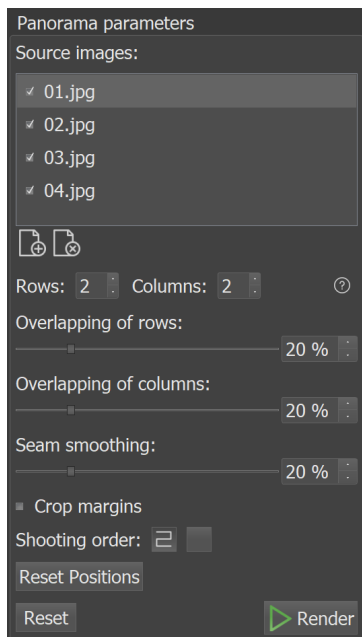 Panorama parameters
Source images:
01.jpg
02.jpg
03.jpg
04.jpg
Rows: 2 Columns: 2 ?
Overlapping of rows:
20 %
Overlapping of columns:
20 %
Seam smoothing:
20 %
Crop margins
Shooting order:
Reset Positions
Reset Render